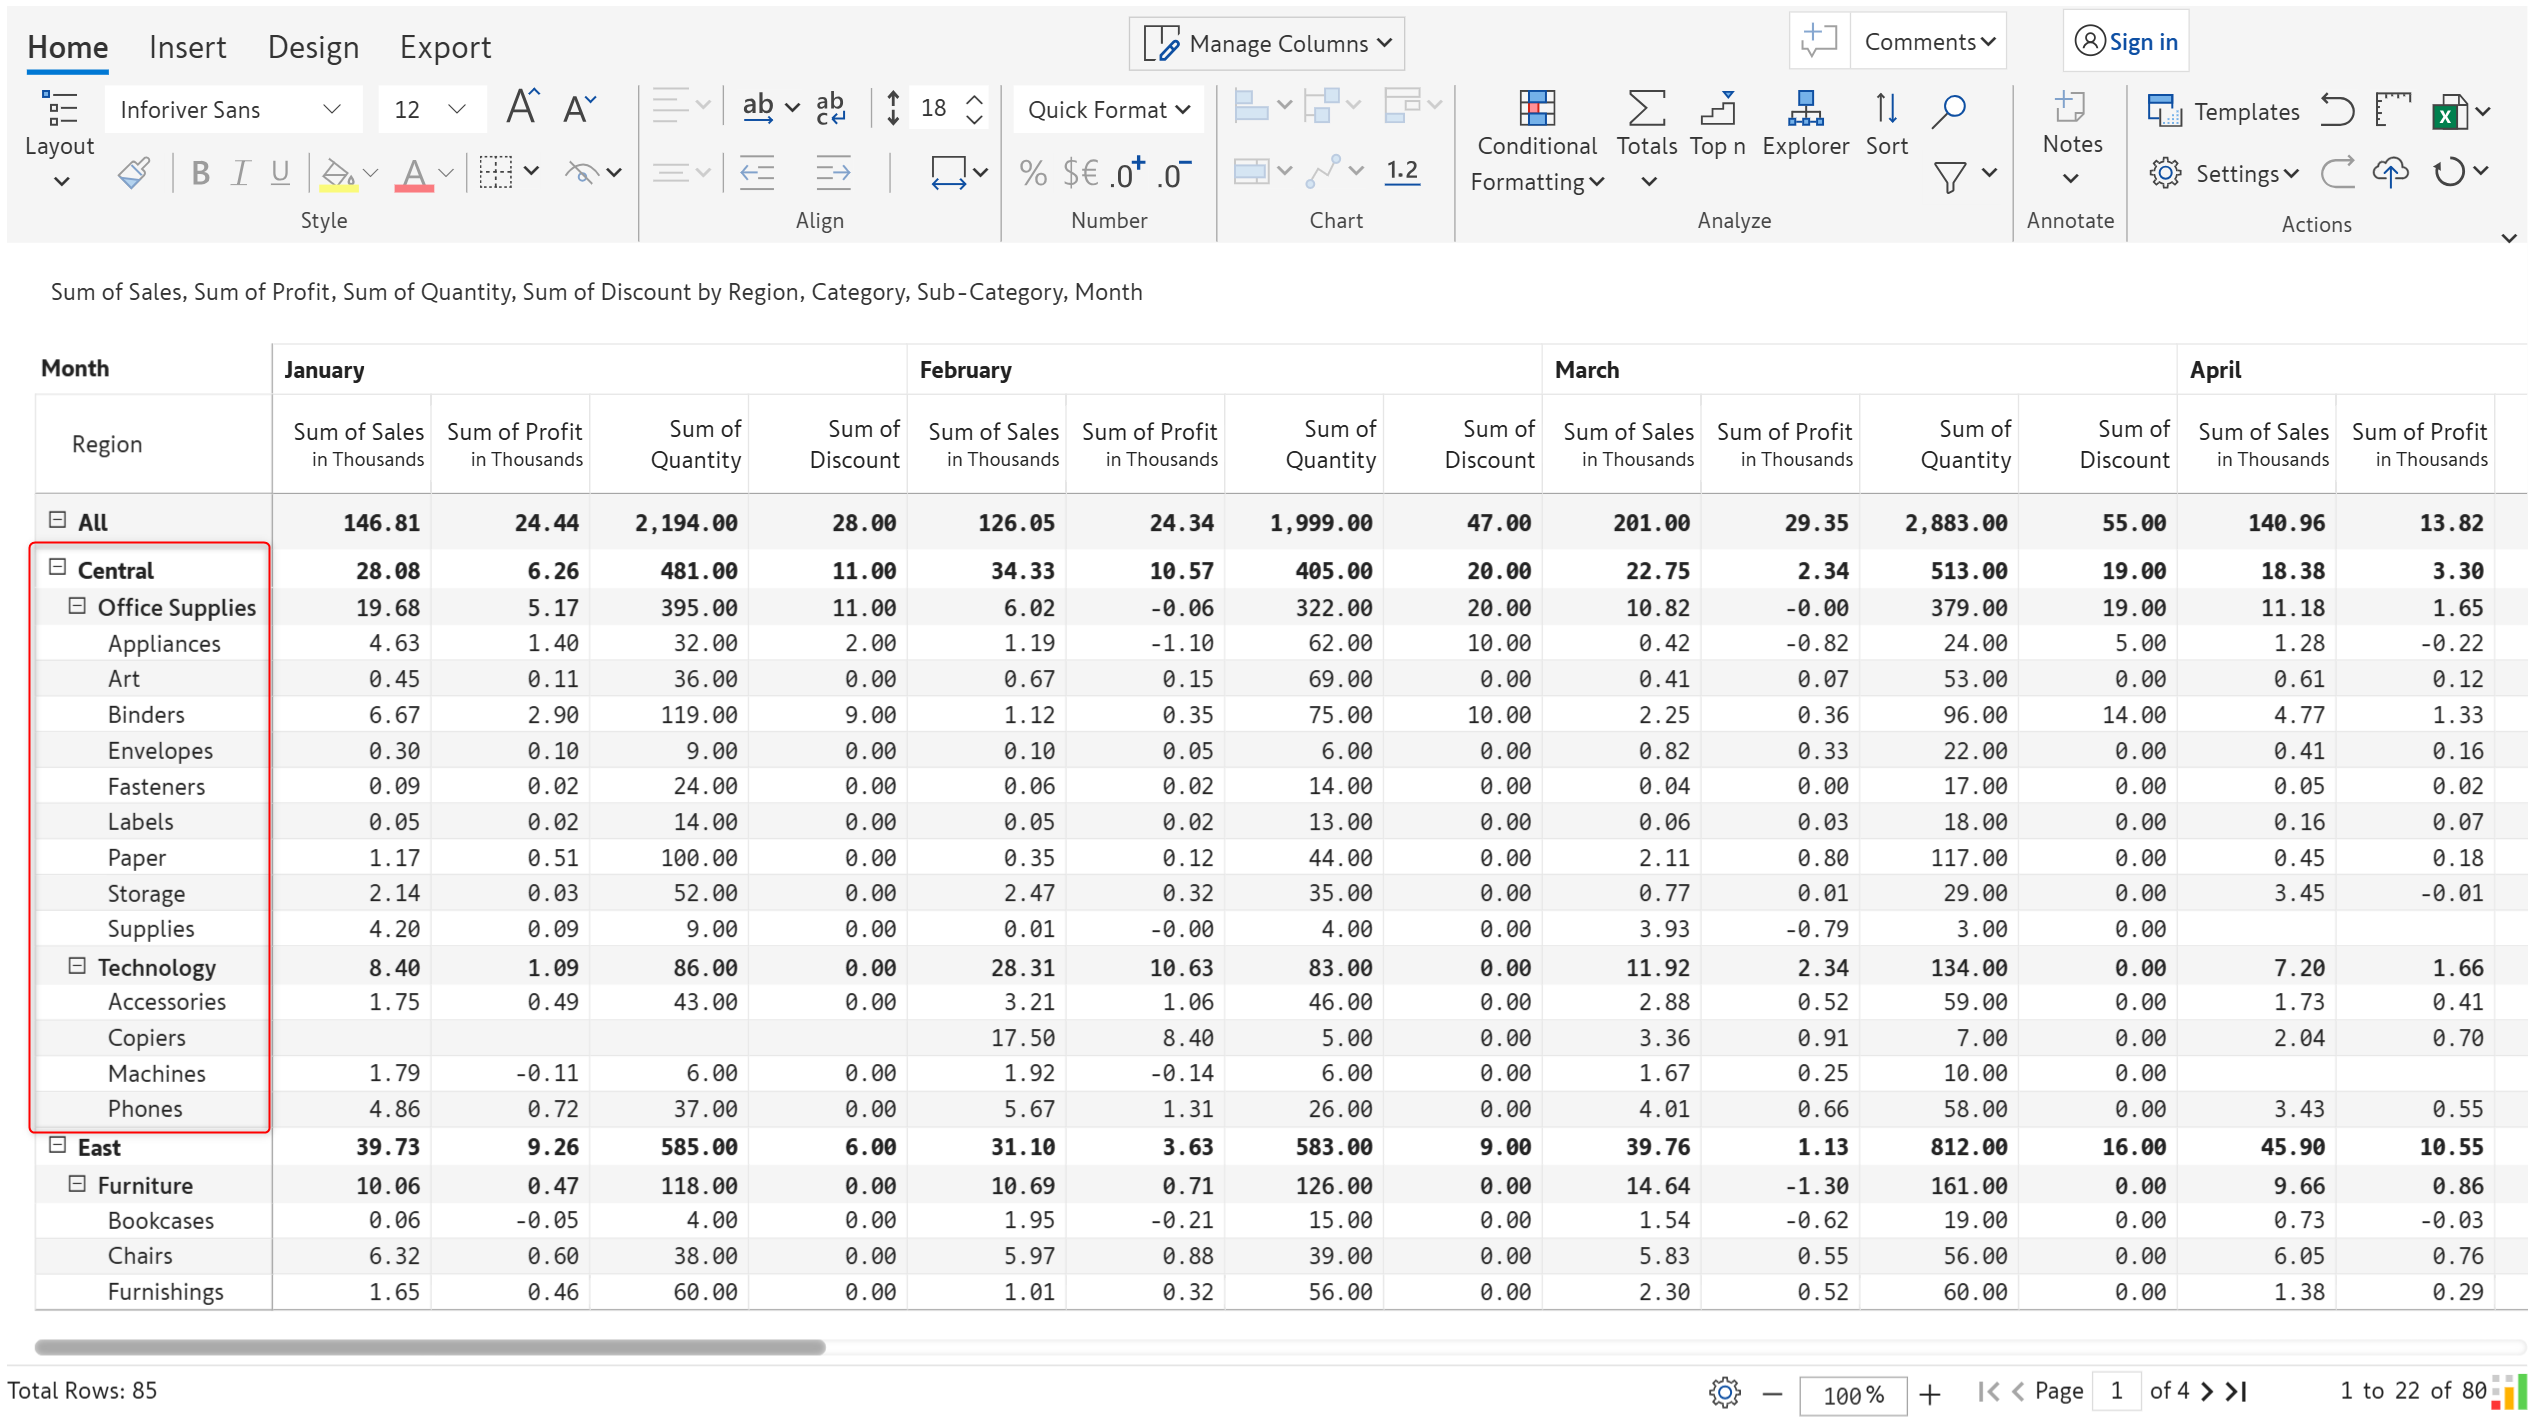 Home Insert Design Export Manage Columns Comments Sign in
Layout Inforiver Sans 12 A A ab ab c 18 Quick Format Conditional Formatting Totals Top n Explorer Sort Notes Templates
B I U A % $€ .0+ .0- 1.2 Settings
Style Align Number Chart Analyze Annotate Actions
Sum of Sales, Sum of Profit, Sum of Quantity, Sum of Discount by Region, Category, Sub-Category, Month
Month January February March April
Region Sum of Sales in Thousands Sum of Profit in Thousands Sum of Quantity Sum of Discount Sum of Sales in Thousands Sum of Profit in Thousands Sum of Quantity Sum of Discount Sum of Sales in Thousands Sum of Profit in Thousands Sum of Quantity Sum of Discount Sum of Sales in Thousands Sum of Profit in Thousands
All 146.81 24.44 2,194.00 28.00 126.05 24.34 1,999.00 47.00 201.00 29.35 2,883.00 55.00 140.96 13.82
Central 28.08 6.26 481.00 11.00 34.33 10.57 405.00 20.00 22.75 2.34 513.00 19.00 18.38 3.30
Office Supplies 19.68 5.17 395.00 11.00 6.02 -0.06 322.00 20.00 10.82 -0.00 379.00 19.00 11.18 1.65
Appliances 4.63 1.40 32.00 2.00 1.19 -1.10 62.00 10.00 0.42 -0.82 24.00 5.00 1.28 -0.22
Art 0.45 0.11 36.00 0.00 0.67 0.15 69.00 0.00 0.41 0.07 53.00 0.00 0.61 0.12
Binders 6.67 2.90 119.00 9.00 1.12 0.35 75.00 10.00 2.25 0.36 96.00 14.00 4.77 1.33
Envelopes 0.30 0.10 9.00 0.00 0.10 0.05 6.00 0.00 0.82 0.33 22.00 0.00 0.41 0.16
Fasteners 0.09 0.02 24.00 0.00 0.06 0.02 14.00 0.00 0.04 0.00 17.00 0.00 0.05 0.02
Labels 0.05 0.02 14.00 0.00 0.05 0.02 13.00 0.00 0.06 0.03 18.00 0.00 0.16 0.07
Paper 1.17 0.51 100.00 0.00 0.35 0.12 44.00 0.00 2.11 0.80 117.00 0.00 0.45 0.18
Storage 2.14 0.03 52.00 0.00 2.47 0.32 35.00 0.00 0.77 0.01 29.00 0.00 3.45 -0.01
Supplies 4.20 0.09 9.00 0.00 0.01 -0.00 4.00 0.00 3.93 -0.79 3.00 0.00
Technology 8.40 1.09 86.00 0.00 28.31 10.63 83.00 0.00 11.92 2.34 134.00 0.00 7.20 1.66
Accessories 1.75 0.49 43.00 0.00 3.21 1.06 46.00 0.00 2.88 0.52 59.00 0.00 1.73 0.41
Copiers 17.50 8.40 5.00 0.00 3.36 0.91 7.00 0.00 2.04 0.70
Machines 1.79 -0.11 6.00 0.00 1.92 -0.14 6.00 0.00 1.67 0.25 10.00 0.00
Phones 4.86 0.72 37.00 0.00 5.67 1.31 26.00 0.00 4.01 0.66 58.00 0.00 3.43 0.55
East 39.73 9.26 585.00 6.00 31.10 3.63 583.00 9.00 39.76 1.13 812.00 16.00 45.90 10.55
Furniture 10.06 0.47 118.00 0.00 10.69 0.71 126.00 0.00 14.64 -1.30 161.00 0.00 9.66 0.86
Bookcases 0.06 -0.05 4.00 0.00 1.95 -0.21 15.00 0.00 1.54 -0.62 19.00 0.00 0.73 -0.03
Chairs 6.32 0.60 38.00 0.00 5.97 0.88 39.00 0.00 5.83 0.55 56.00 0.00 6.05 0.76
Furnishings 1.65 0.46 60.00 0.00 1.01 0.32 56.00 0.00 2.30 0.52 60.00 0.00 1.38 0.29
Total Rows: 85 100% Page 1 of 4 1 to 22 of 80